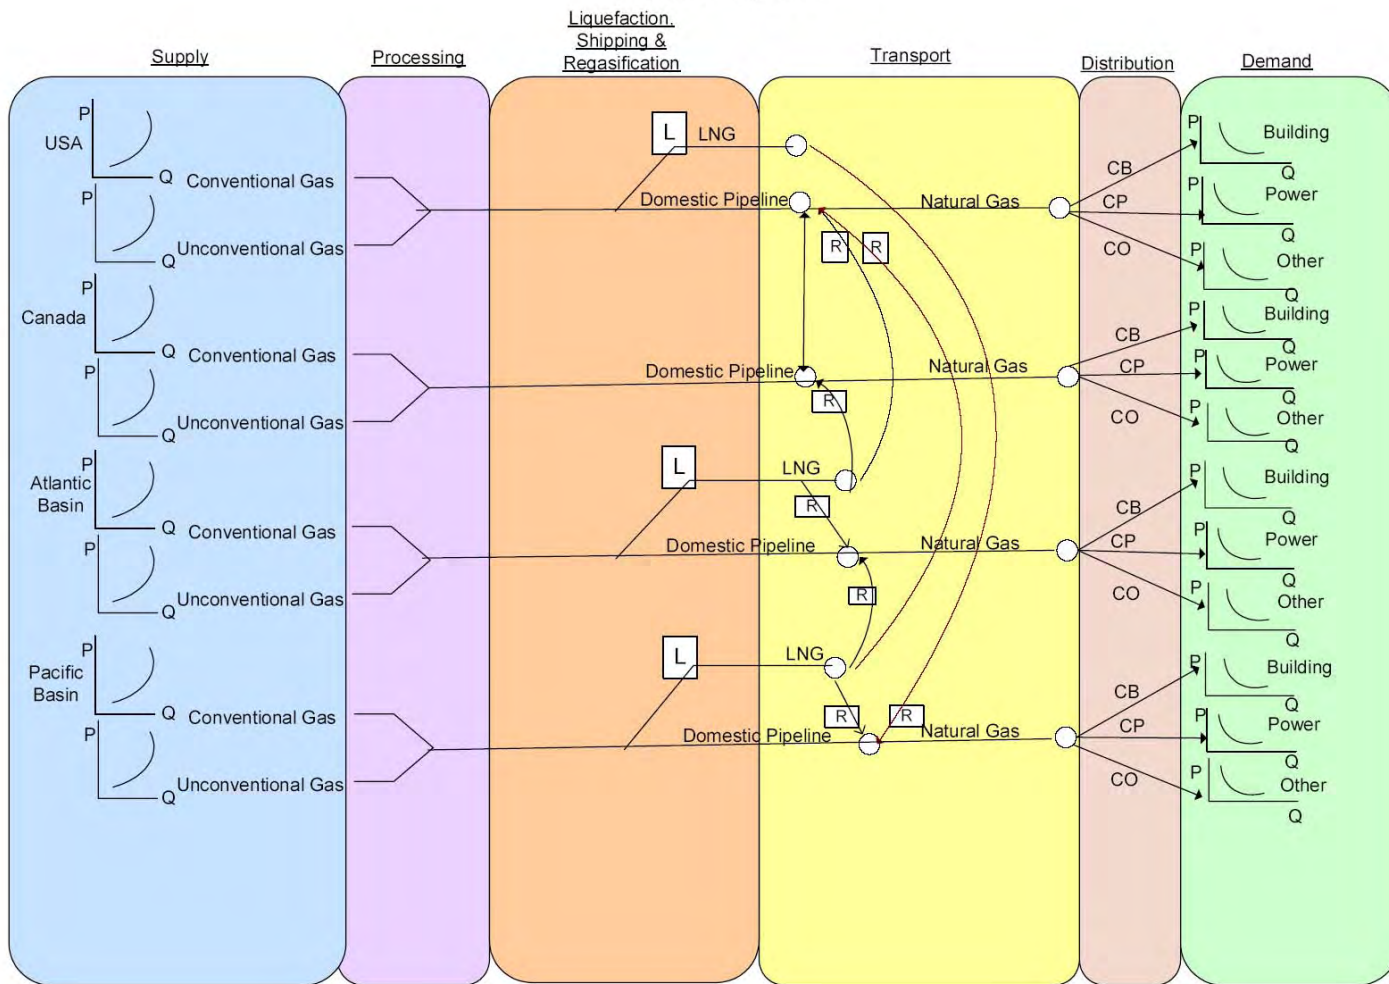 Liquefaction.
Shipping &
Regasification
Supply
Processing
Transport
Distribution
Demand
P
USA
Q
Conventional Gas
P
Q
Unconventional Gas
L
LNG
Domestic Pipeline
R
R
Natural Gas
CB
CP
CO
P
Building
Q
P
Power
Q
P
Other
Q
P
Canada
Q
Conventional Gas
P
Q
Unconventional Gas
Domestic Pipeline
R
Natural Gas
CB
CP
CO
P
Building
Q
P
Power
Q
P
Other
Q
P
Atlantic
Basin
Q
Conventional Gas
P
Q
Unconventional Gas
L
LNG
R
Domestic Pipeline
R
Natural Gas
CB
CP
CO
P
Building
Q
P
Power
Q
P
Other
Q
P
Pacific
Basin
Q
Conventional Gas
P
Q
Unconventional Gas
L
LNG
R
R
Domestic Pipeline
Natural Gas
CB
CP
CO
P
Building
Q
P
Power
Q
P
Other
Q